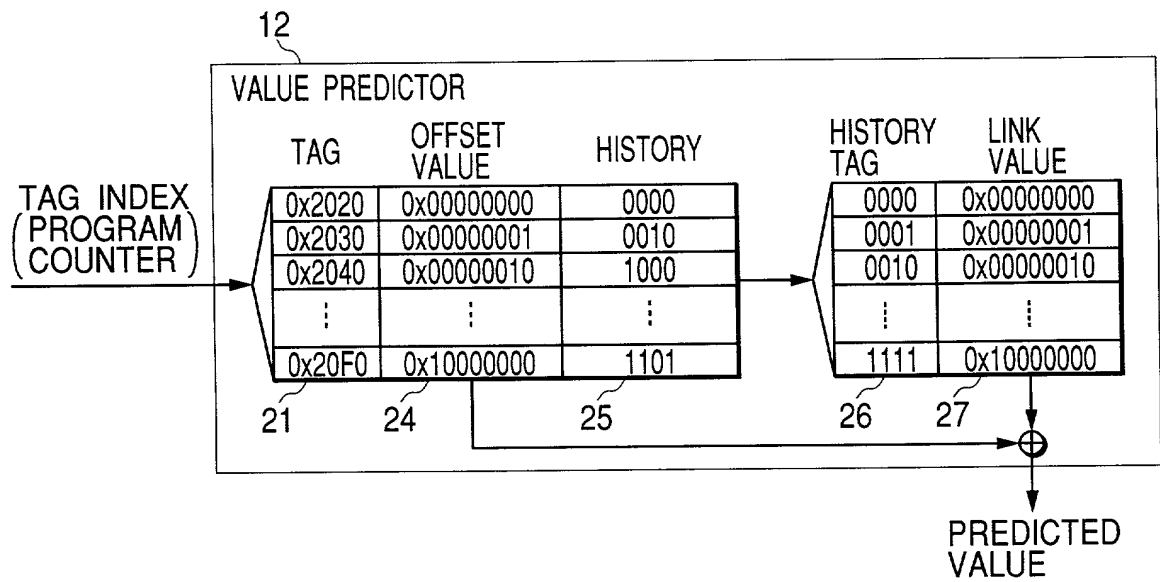 12
VALUE PREDICTOR
TAG INDEX
(PROGRAM
COUNTER)
TAG OFFSET VALUE HISTORY
0x2020 0x00000000 0000
0x2030 0x00000001 0010
0x2040 0x00000010 1000
0x20F0 0x10000000 1101
21 24 25
HISTORY TAG LINK VALUE
0000 0x00000000
0001 0x00000001
0010 0x00000010
1111 0x10000000
26 27
PREDICTED
VALUE